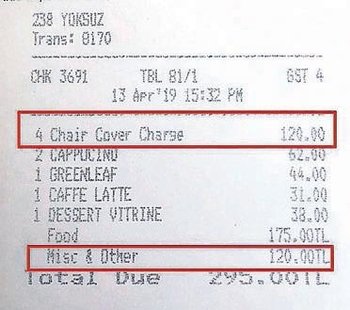 238 YOKSUZ
Trans: 8170
CHK 3691 TBL 81/1 GST 4
13 Apr'19 15:32 PM
4 Chair Cover Charge 120.00
2 CAPPUCINO 62.00
1 GREENLEAF 44.00
1 CAFFE LATTE 31.00
1 DESSERT VITRINE 38.00
Food 175.00TL
Misc & Other 120.00TL
Total Due 295.00TL